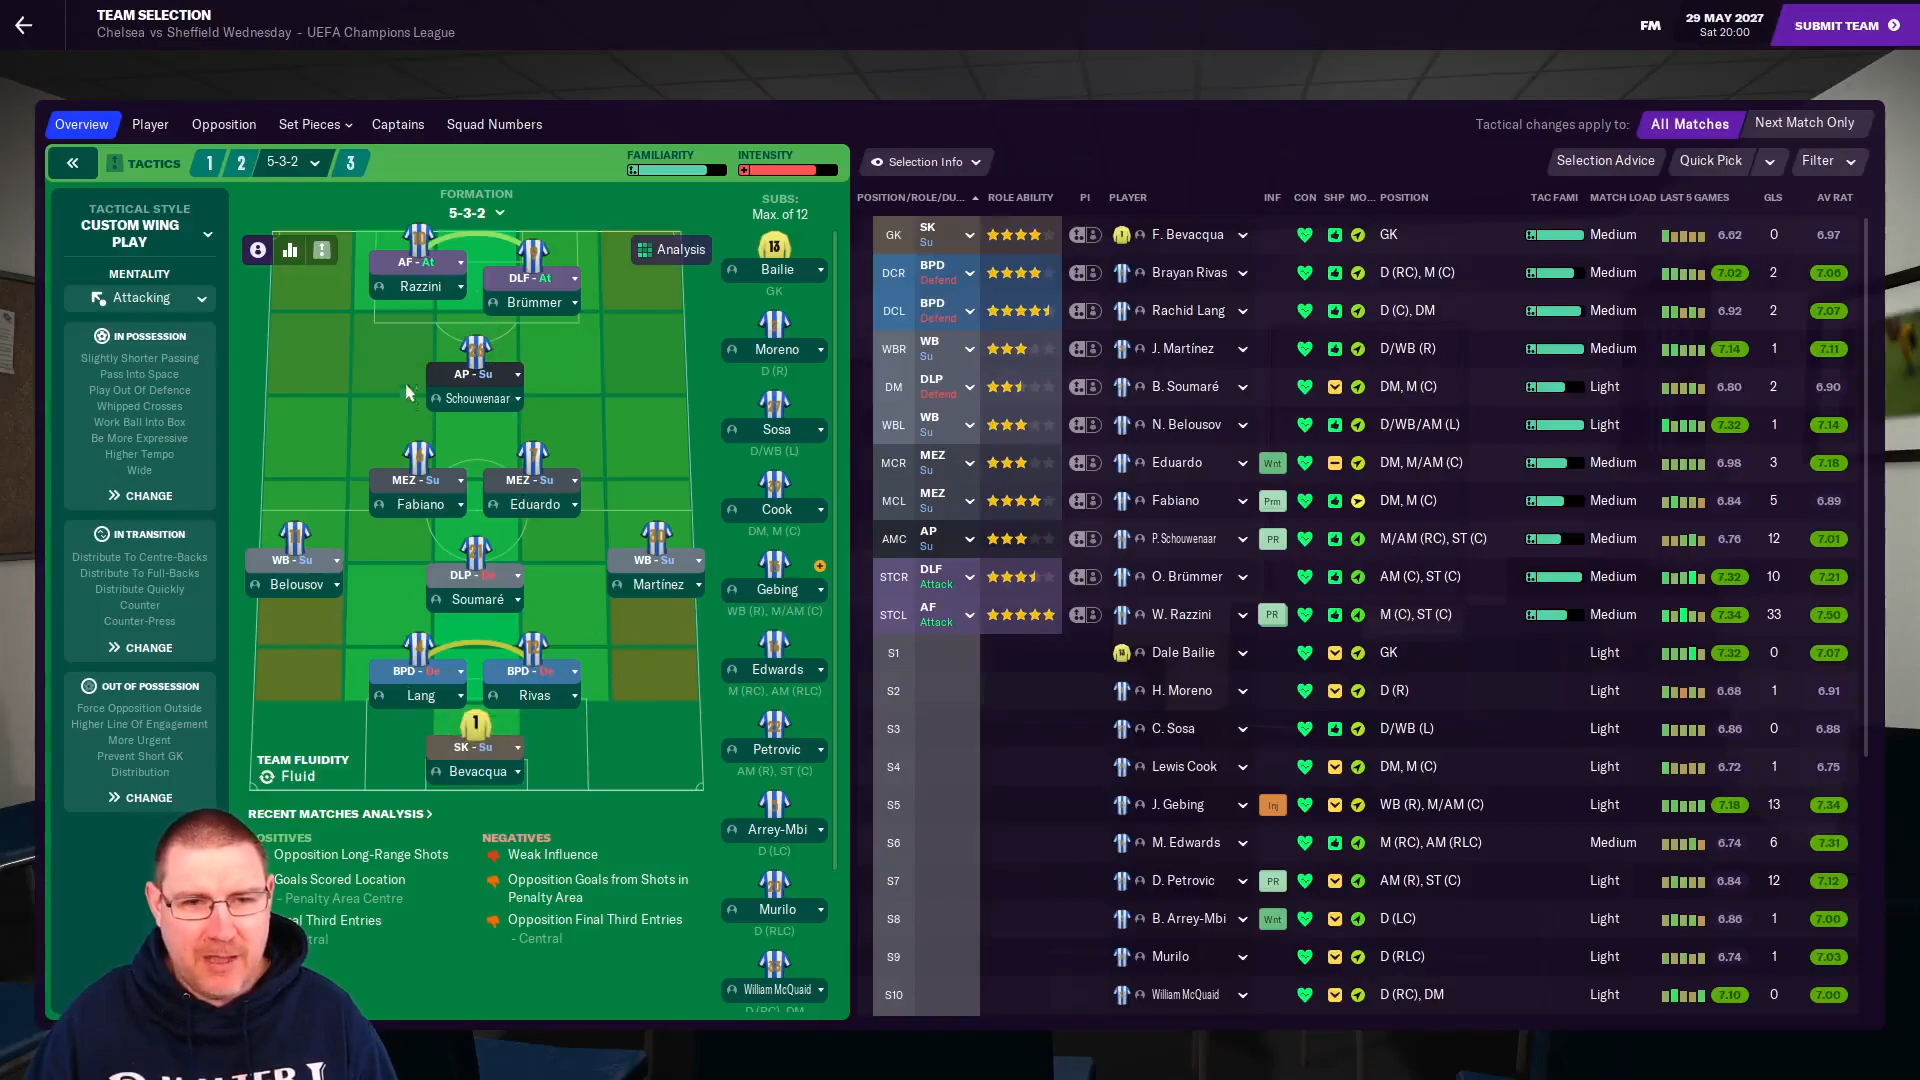 TEAM SELECTION
Chelsea vs Sheffield Wednesday - UEFA Champions League
FM
29 MAY 2027
Sat 20:00
SUBMIT TEAM
Overview
Player
Opposition
Set Pieces
Captains
Squad Numbers
Tactical changes apply to:
All Matches
Next Match Only
TACTICS
1
2
5-3-2
3
FAMILIARITY
INTENSITY
Selection Info
Selection Advice
Quick Pick
Filter
TACTICAL STYLE
CUSTOM WING
PLAY
MENTALITY
Attacking
IN POSSESSION
Slightly Shorter Passing
Pass Into Space
Play Out Of Defence
Whipped Crosses
Work Ball Into Box
Be More Expressive
Higher Tempo
Wide
CHANGE
IN TRANSITION
Distribute To Centre-Backs
Distribute To Full-Backs
Distribute Quickly
Counter
Counter-Press
CHANGE
OUT OF POSSESSION
Force Opposition Outside
Higher Line Of Engagement
More Urgent
Prevent Short GK
Distribution
CHANGE
FORMATION
5-3-2
Analysis
AF - At
Razzini
DLF - At
Brümmer
AP - Su
Schouwenaar
MEZ - Su
Fabiano
MEZ - Su
Eduardo
WB - Su
Belousov
DLP - De
Soumaré
WB - Su
Martínez
BPD - De
Lang
BPD - De
Rivas
1
SK - Su
Bevacqua
TEAM FLUIDITY
Fluid
RECENT MATCHES ANALYSIS
NEGATIVES
Opposition Long-Range Shots
Goals Scored Location
- Penalty Area Centre
Third Entries
Weak Influence
Opposition Goals from Shots in
Penalty Area
Opposition Final Third Entries
- Central
SUBS:
Max. of 12
13
Bailie
GK
Moreno
D (R)
Sosa
D/WB (L)
Cook
DM, M (C)
Gebing
WB (R), M/AM (C)
Edwards
M (RC), AM (RLC)
Petrovic
AM (R), ST (C)
Arrey-Mbi
D (LC)
Murilo
D (RLC)
William McQuaid
D(RC), DM
POSITION/ROLE/DU... ROLE ABILITY PI PLAYER INF CON SHP MO... POSITION TAC FAMI MATCH LOAD LAST 5 GAMES GLS AV RAT
GK SK Su F. Bevacqua GK Medium 6.62 0 6.97
DCR BPD Defend Brayan Rivas D (RC), M (C) Medium 7.02 2 7.06
DCL BPD Defend Rachid Lang D (C), DM Medium 6.92 2 7.07
WBR WB Su J. Martínez D/WB (R) Medium 7.14 1 7.11
DM DLP Defend B. Soumaré DM, M (C) Light 6.80 2 6.90
WBL WB Su N. Belousov D/WB/AM (L) Light 7.32 1 7.14
MCR MEZ Su Eduardo Wnt DM, M/AM (C) Medium 6.98 3 7.18
MCL MEZ Su Fabiano Prm DM, M (C) Medium 6.84 5 6.89
AMC AP Su P. Schouwenaar PR M/AM (RC), ST (C) Medium 6.76 12 7.01
STCR DLF Attack O. Brümmer AM (C), ST (C) Medium 7.32 10 7.21
STCL AF Attack W. Razzini PR M (C), ST (C) Medium 7.34 33 7.50
S1 Dale Bailie GK Light 7.32 0 7.07
S2 H. Moreno D (R) Light 6.68 1 6.91
S3 C. Sosa D/WB (L) Light 6.86 0 6.88
S4 Lewis Cook DM, M (C) Light 6.72 1 6.75
S5 J. Gebing Inj WB (R), M/AM (C) Light 7.18 13 7.34
S6 M. Edwards M (RC), AM (RLC) Medium 6.74 6 7.31
S7 D. Petrovic PR AM (R), ST (C) Light 6.84 12 7.12
S8 B. Arrey-Mbi Wnt D (LC) Light 6.86 1 7.00
S9 Murilo D (RLC) Light 6.74 1 7.03
S10 William McQuaid D (RC), DM Light 7.10 0 7.00